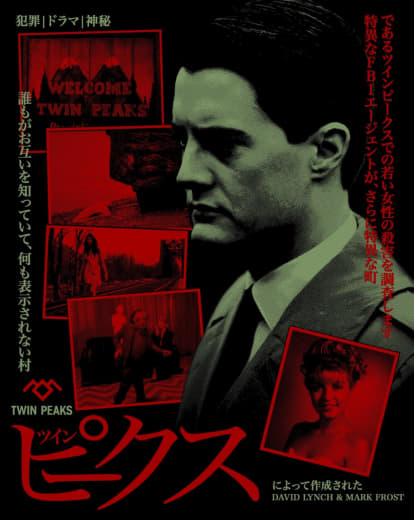 犯罪|ドラマ|神秘
WELCOME
TO
TWIN PEAKS
特異なFBIエージェントが、さらに特異な町
であるツインピークスでの若い女性の殺害を調査します
誰もがお互いを知っていて、何も表示されない村
TWIN PEAKS
ツイン
ピークス
によって作成された
DAVID LYNCH & MARK FROST